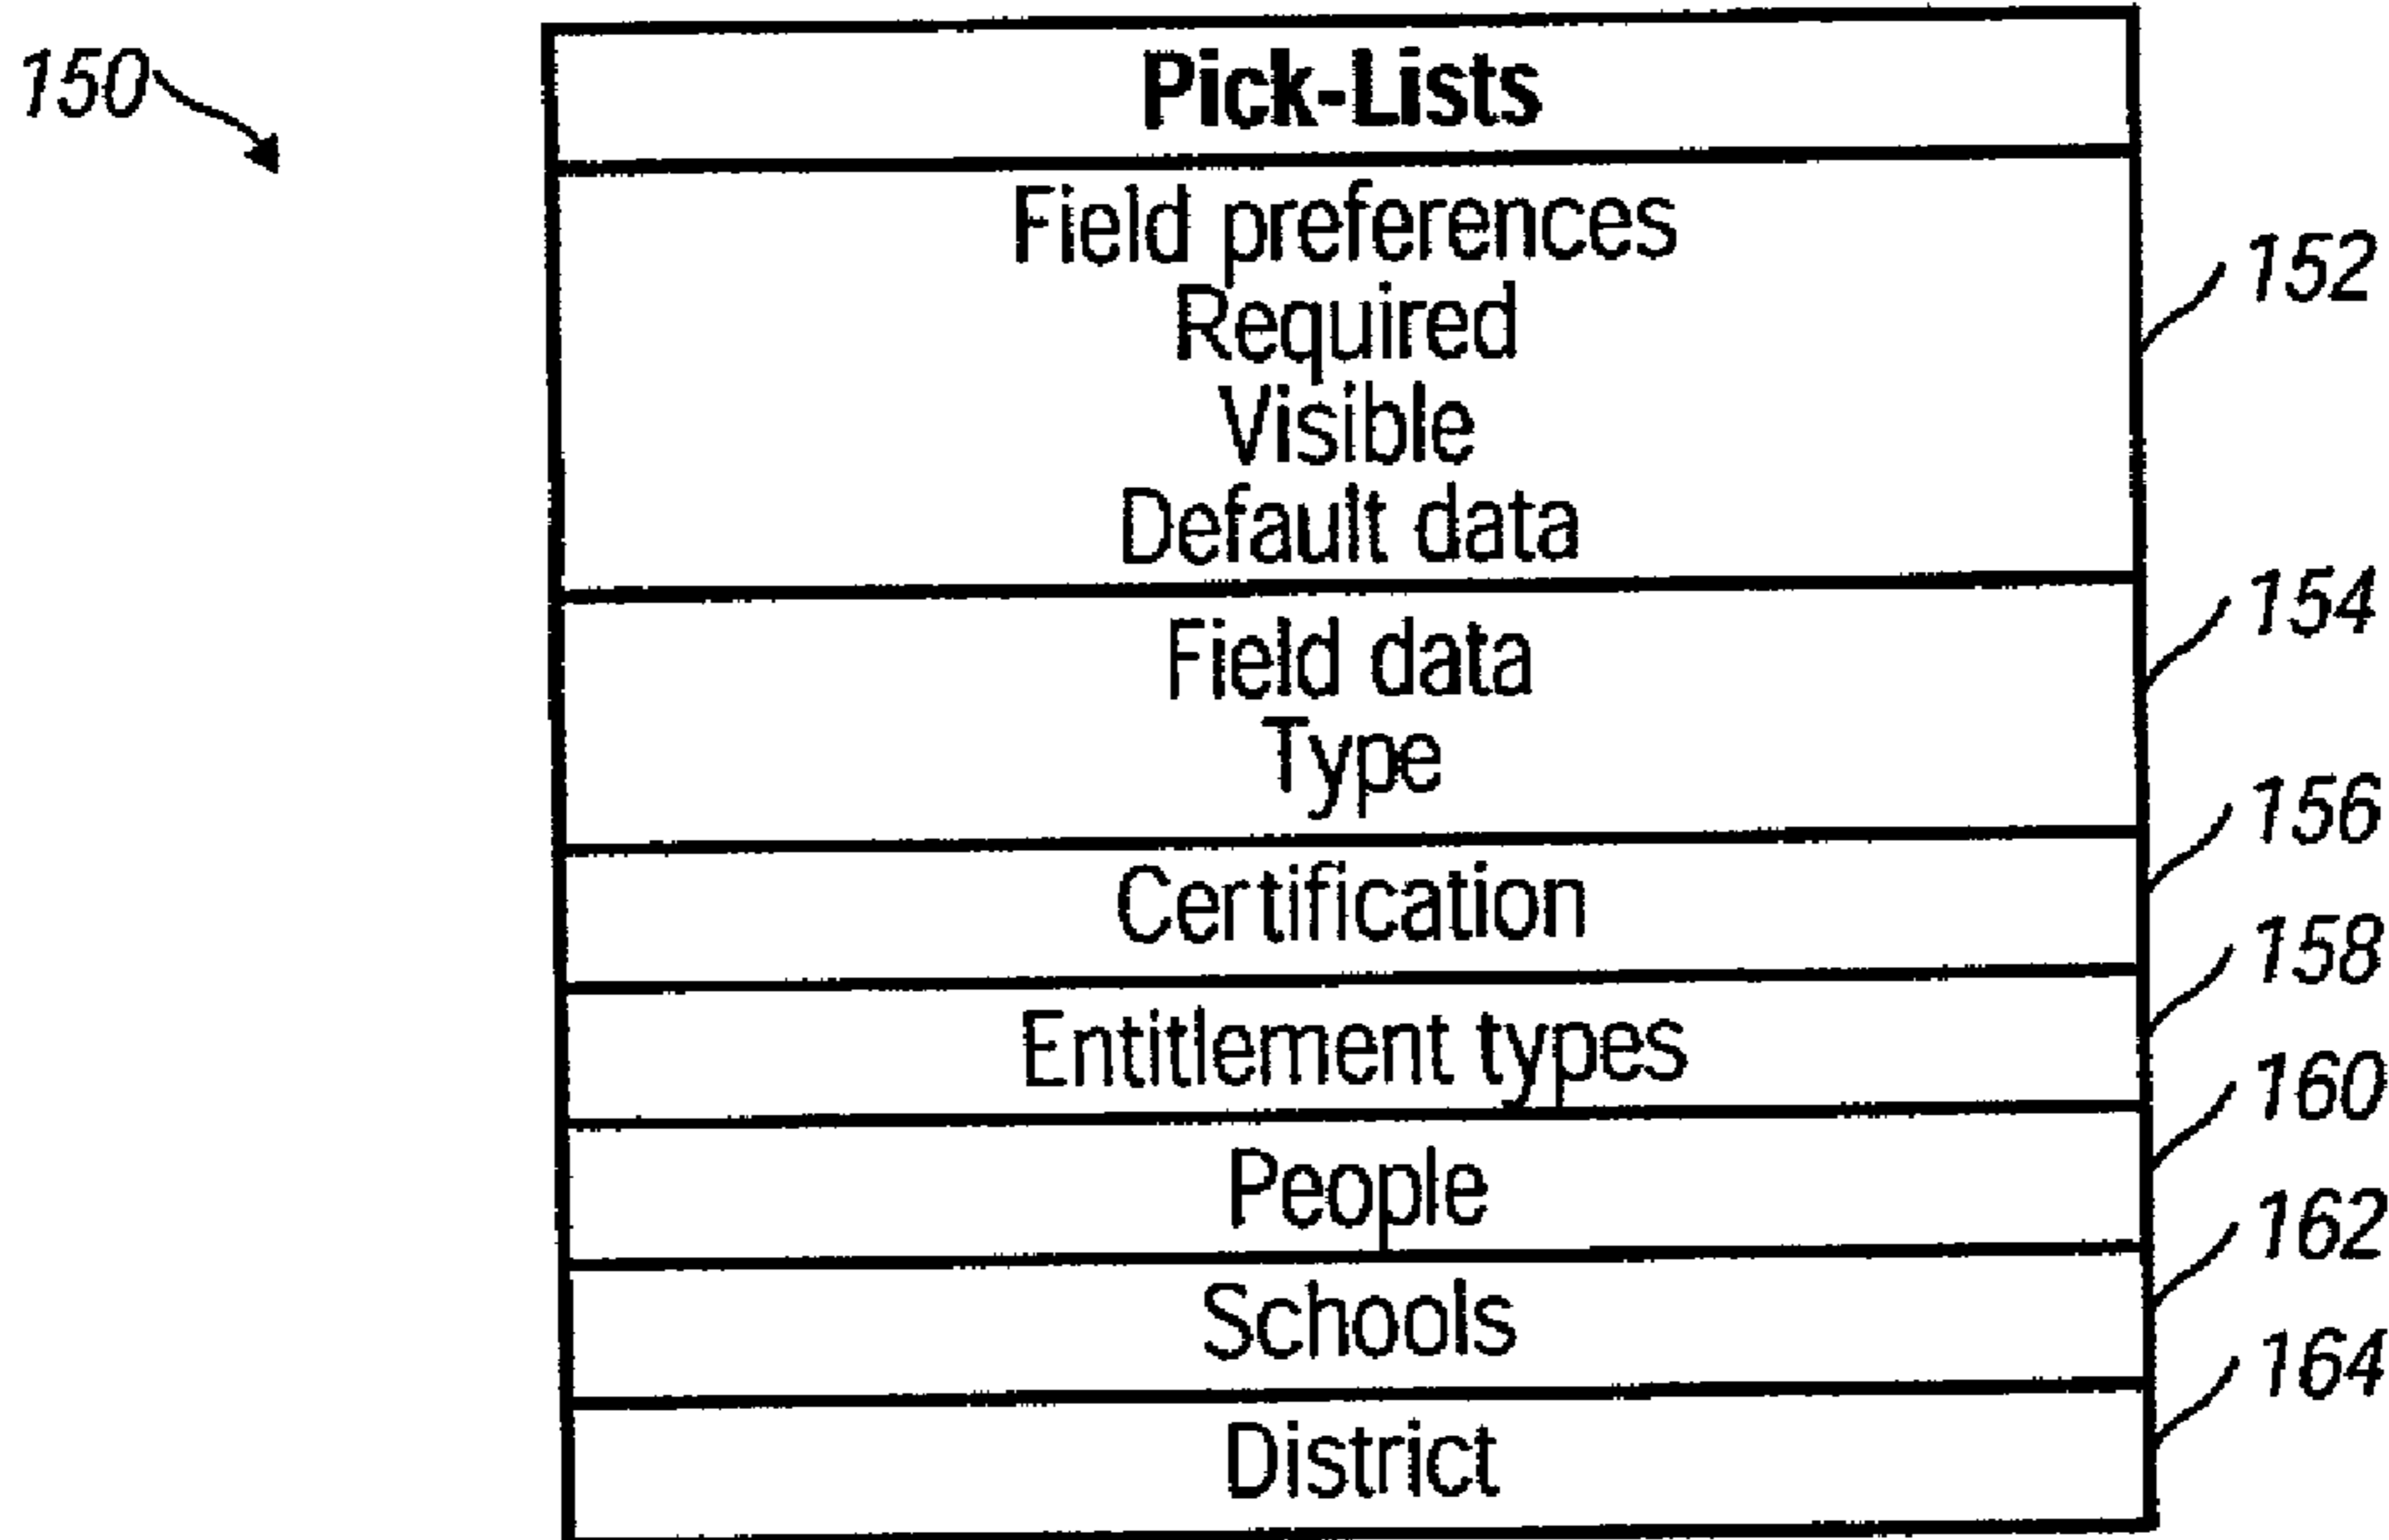 150
Pick-Lists
Field preferences
152
Required
Visible
Default data
154
Field data
Type
156
Certification
158
Entitlement types
160
People
162
Schools
164
District